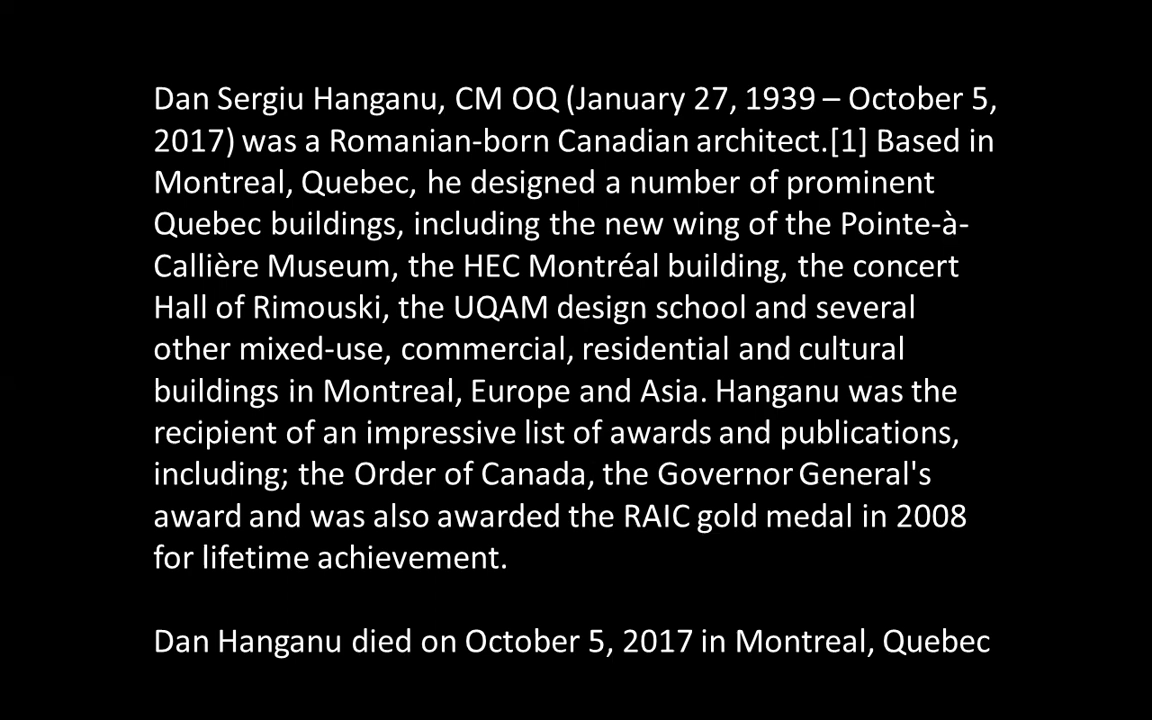 Dan Sergiu Hanganu, CM OQ (January 27, 1939 – October 5,
2017) was a Romanian-born Canadian architect.[1] Based in
Montreal, Quebec, he designed a number of prominent
Quebec buildings, including the new wing of the Pointe-à-
Callière Museum, the HEC Montréal building, the concert
Hall of Rimouski, the UQAM design school and several
other mixed-use, commercial, residential and cultural
buildings in Montreal, Europe and Asia. Hanganu was the
recipient of an impressive list of awards and publications,
including; the Order of Canada, the Governor General's
award and was also awarded the RAIC gold medal in 2008
for lifetime achievement.
Dan Hanganu died on October 5, 2017 in Montreal, Quebec